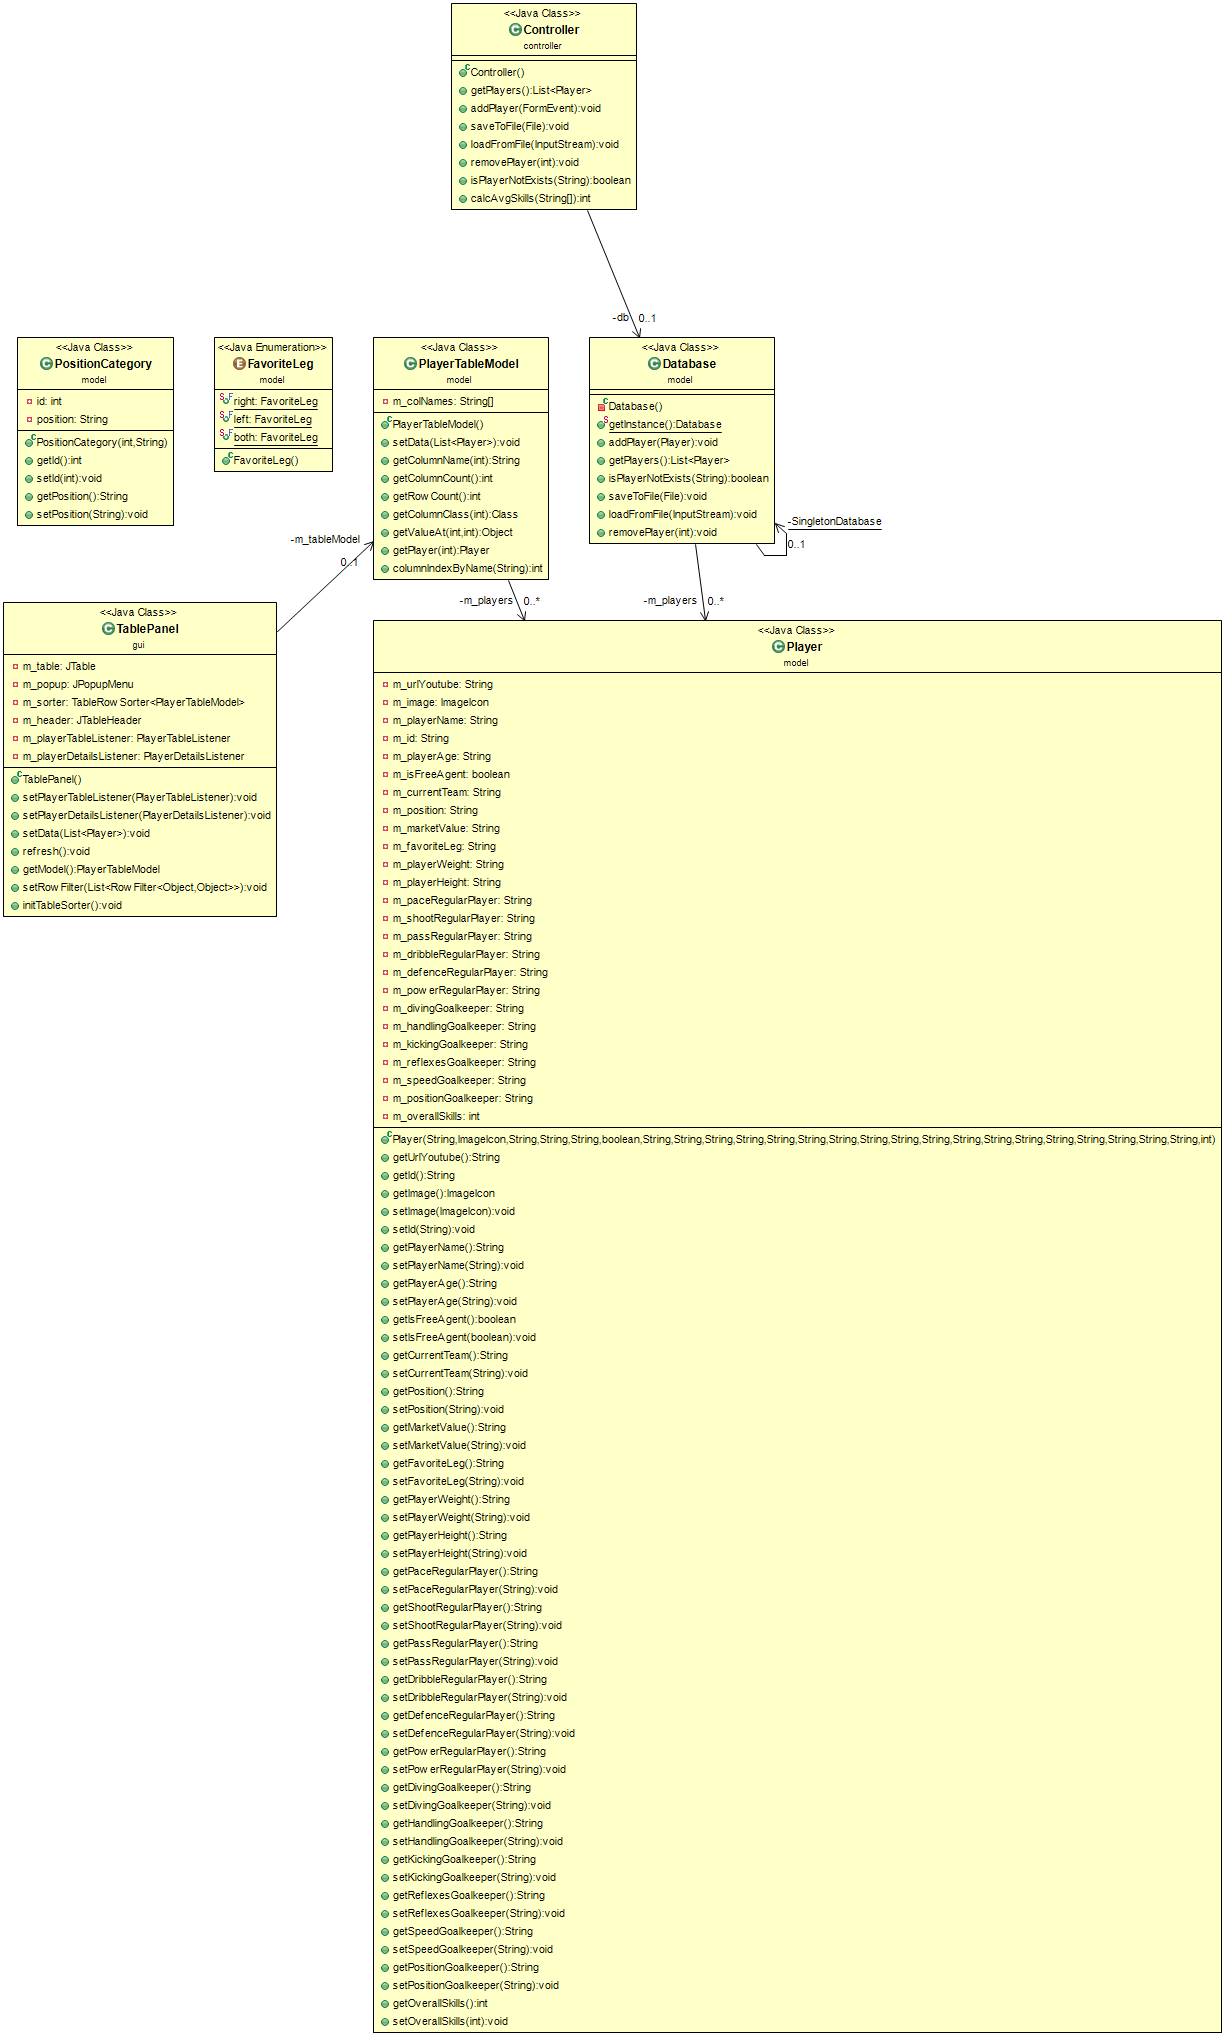 <<Java Class>>
Controller
controller
Controller()
getPlayers():List<Player>
addPlayer(FormEvent):void
saveToFile(File):void
loadFromFile(InputStream):void
removePlayer(int):void
isPlayerNotExists(String):boolean
calcAvgSkills(String[]):int
-db 0..1
<<Java Class>>
PositionCategory
model
id: int
position: String
PositionCategory(int,String)
getId():int
setId(int):void
getPosition():String
setPosition(String):void
<<Java Enumeration>>
FavoriteLeg
model
right: FavoriteLeg
left: FavoriteLeg
both: FavoriteLeg
FavoriteLeg()
<<Java Class>>
PlayerTableModel
model
m_colNames: String[]
PlayerTableModel()
setData(List<Player>):void
getColumnName(int):String
getColumnCount():int
getRowCount():int
getColumnClass(int):Class
getValueAt(int,int):Object
getPlayer(int):Player
columnIndexByName(String):int
<<Java Class>>
Database
model
Database()
getInstance():Database
addPlayer(Player):void
getPlayers():List<Player>
isPlayerNotExists(String):boolean
saveToFile(File):void
loadFromFile(InputStream):void
removePlayer(int):void
-SingletonDatabase
0..1
-m_tableModel
0..1
-m_players 0..*
-m_players 0..*
<<Java Class>>
TablePanel
gui
m_table: JTable
m_popup: JPopupMenu
m_sorter: TableRowSorter<PlayerTableModel>
m_header: JTableHeader
m_playerTableListener: PlayerTableListener
m_playerDetailsListener: PlayerDetailsListener
TablePanel()
setPlayerTableListener(PlayerTableListener):void
setPlayerDetailsListener(PlayerDetailsListener):void
setData(List<Player>):void
refresh():void
getModel():PlayerTableModel
setRowFilter(List<RowFilter<Object,Object>>):void
initTableSorter():void
<<Java Class>>
Player
model
m_urlYoutube: String
m_image: ImageIcon
m_playerName: String
m_id: String
m_playerAge: String
m_isFreeAgent: boolean
m_currentTeam: String
m_position: String
m_marketValue: String
m_favoriteLeg: String
m_playerWeight: String
m_playerHeight: String
m_paceRegularPlayer: String
m_shootRegularPlayer: String
m_passRegularPlayer: String
m_dribbleRegularPlayer: String
m_defenceRegularPlayer: String
m_powerRegularPlayer: String
m_divingGoalkeeper: String
m_handlingGoalkeeper: String
m_kickingGoalkeeper: String
m_reflexesGoalkeeper: String
m_speedGoalkeeper: String
m_positionGoalkeeper: String
m_overallSkills: int
Player(String,ImageIcon,String,String,String,boolean,String,String,String,String,String,String,String,String,String,String,String,String,String,String,String,String,String,String,int)
getUrlYoutube():String
getId():String
getImage():ImageIcon
setImage(ImageIcon):void
setId(String):void
getPlayerName():String
setPlayerName(String):void
getPlayerAge():String
setPlayerAge(String):void
getIsFreeAgent():boolean
setIsFreeAgent(boolean):void
getCurrentTeam():String
setCurrentTeam(String):void
getPosition():String
setPosition(String):void
getMarketValue():String
setMarketValue(String):void
getFavoriteLeg():String
setFavoriteLeg(String):void
getPlayerWeight():String
setPlayerWeight(String):void
getPlayerHeight():String
setPlayerHeight(String):void
getPaceRegularPlayer():String
setPaceRegularPlayer(String):void
getShootRegularPlayer():String
setShootRegularPlayer(String):void
getPassRegularPlayer():String
setPassRegularPlayer(String):void
getDribbleRegularPlayer():String
setDribbleRegularPlayer(String):void
getDefenceRegularPlayer():String
setDefenceRegularPlayer(String):void
getPowerRegularPlayer():String
setPowerRegularPlayer(String):void
getDivingGoalkeeper():String
setDivingGoalkeeper(String):void
getHandlingGoalkeeper():String
setHandlingGoalkeeper(String):void
getKickingGoalkeeper():String
setKickingGoalkeeper(String):void
getReflexesGoalkeeper():String
setReflexesGoalkeeper(String):void
getSpeedGoalkeeper():String
setSpeedGoalkeeper(String):void
getPositionGoalkeeper():String
setPositionGoalkeeper(String):void
getOverallSkills():int
setOverallSkills(int):void